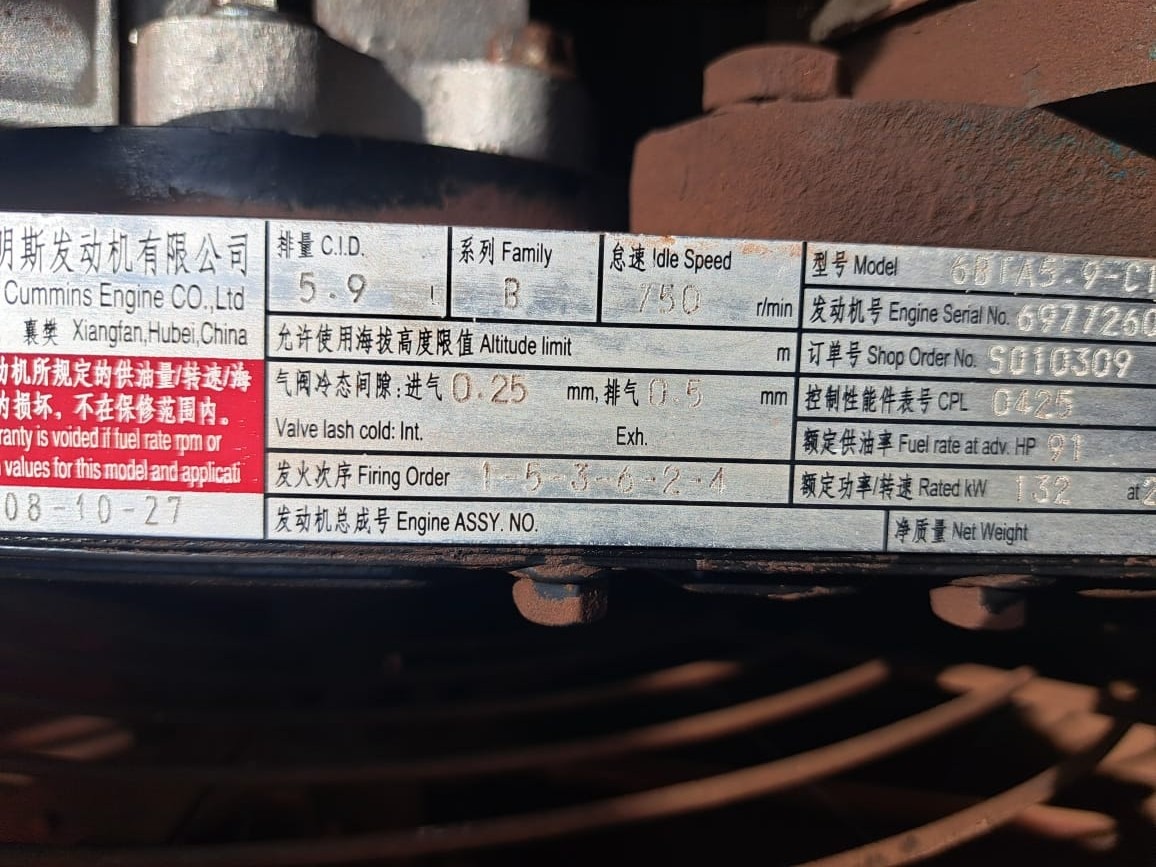 明斯发动机有限公司
Cummins Engine CO.,Ltd
襄樊 Xiangfan,Hubei,China
动机所规定的供油量/转速/海
的损坏，不在保修范围内。
ranty is voided if fuel rate rpm or
values for this model and applicati
08-10-27
排量 C.I.D.
5.9 l
系列 Family
B
怠速 Idle Speed
750 r/min
允许使用海拔高度限值 Altitude limit m
气阀冷态间隙：进气 0.25 mm, 排气 0.5 mm
Valve lash cold: Int. Exh.
发火次序 Firing Order 1-5-3-6-2-4
发动机总成号 Engine ASSY. NO.
型号 Model 6BTA5.9-C1
发动机号 Engine Serial No. 6977260
订单号 Shop Order No. SO10309
控制性能件表号 CPL 0425
额定供油率 Fuel rate at adv. HP 91
额定功率/转速 Rated kW 132 at 2
净质量 Net Weight